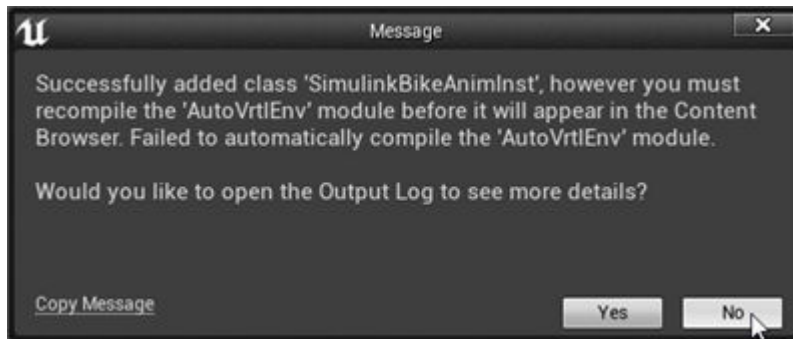 Message
Successfully added class 'SimulinkBikeAnimInst', however you must
recompile the 'AutoVrtlEnv' module before it will appear in the Content
Browser. Failed to automatically compile the 'AutoVrtlEnv' module.
Would you like to open the Output Log to see more details?
Copy Message
Yes
No